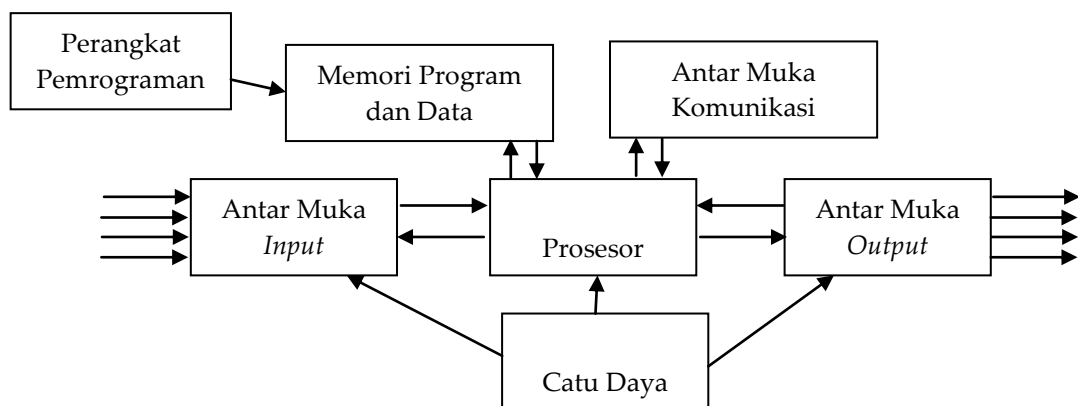 Perangkat
Pemrograman
Memori Program
dan Data
Antar Muka
Komunikasi
Antar Muka
Input
Prosesor
Antar Muka
Output
Catu Daya